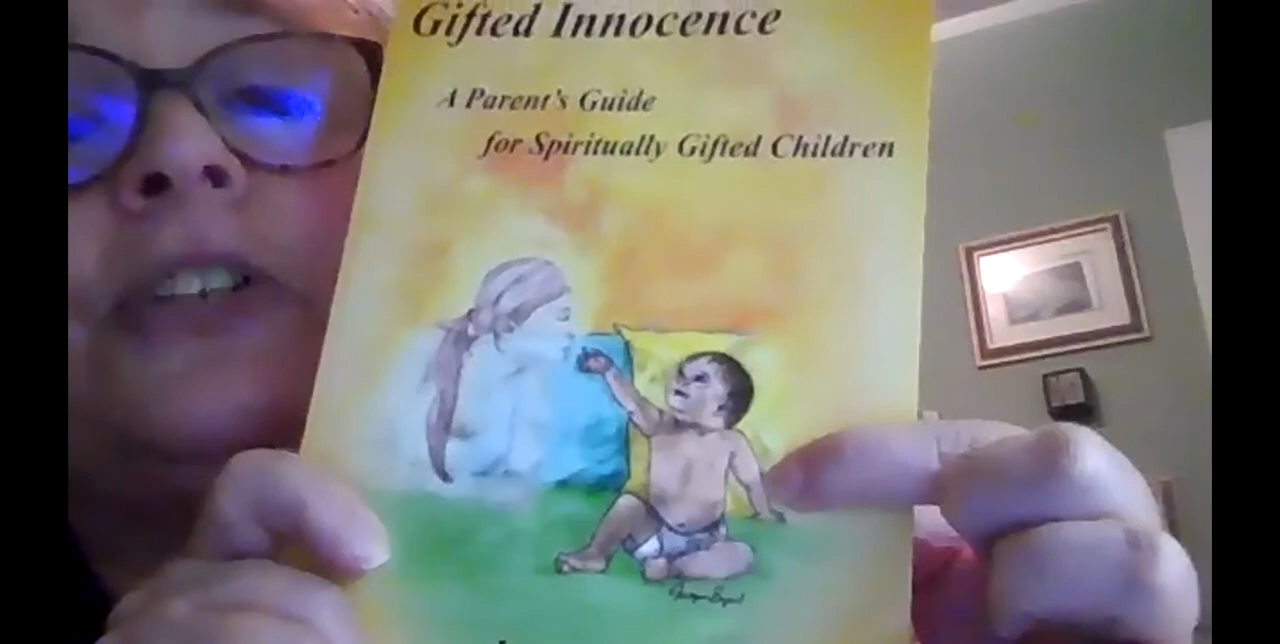 Gifted Innocence
A Parent's Guide
for Spiritually Gifted Children